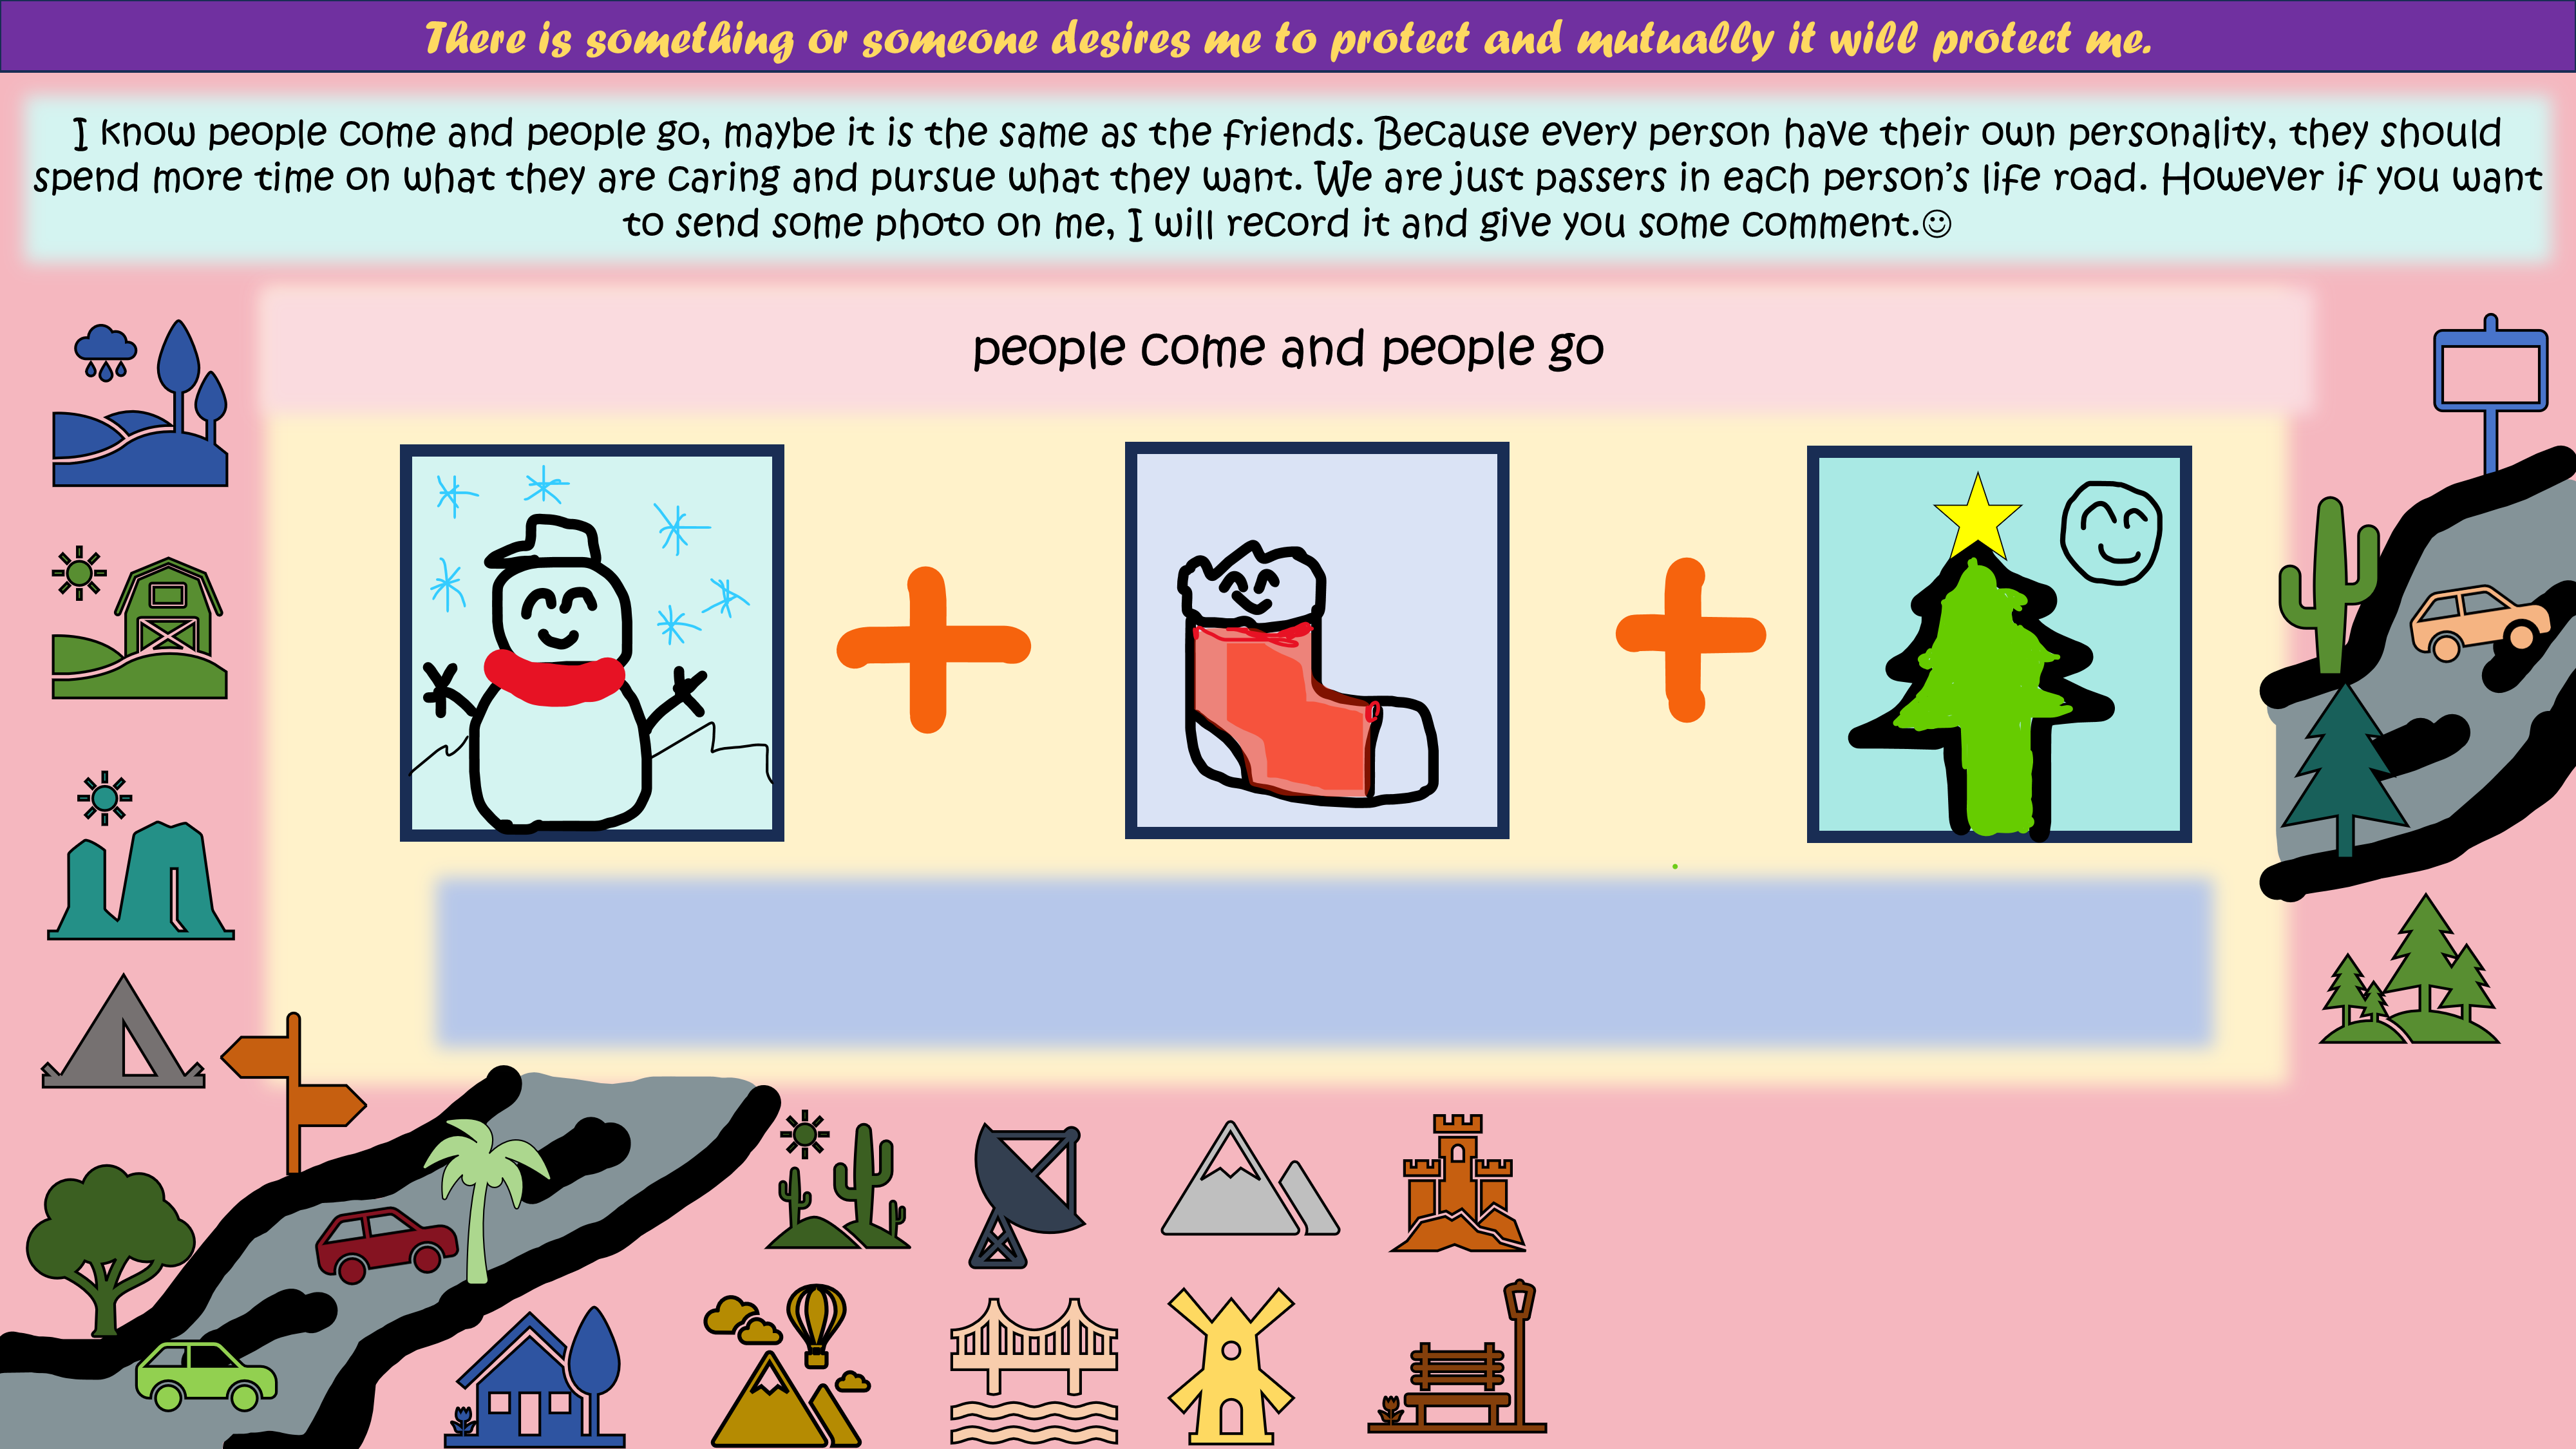 There is something or someone desires me to protect and mutually it will protect me.
I know people come and people go, maybe it is the same as the friends. Because every person have their own personality, they should
spend more time on what they are caring and pursue what they want. We are just passers in each person's life road. However if you want
to send some photo on me, I will record it and give you some comment.☺
people come and people go